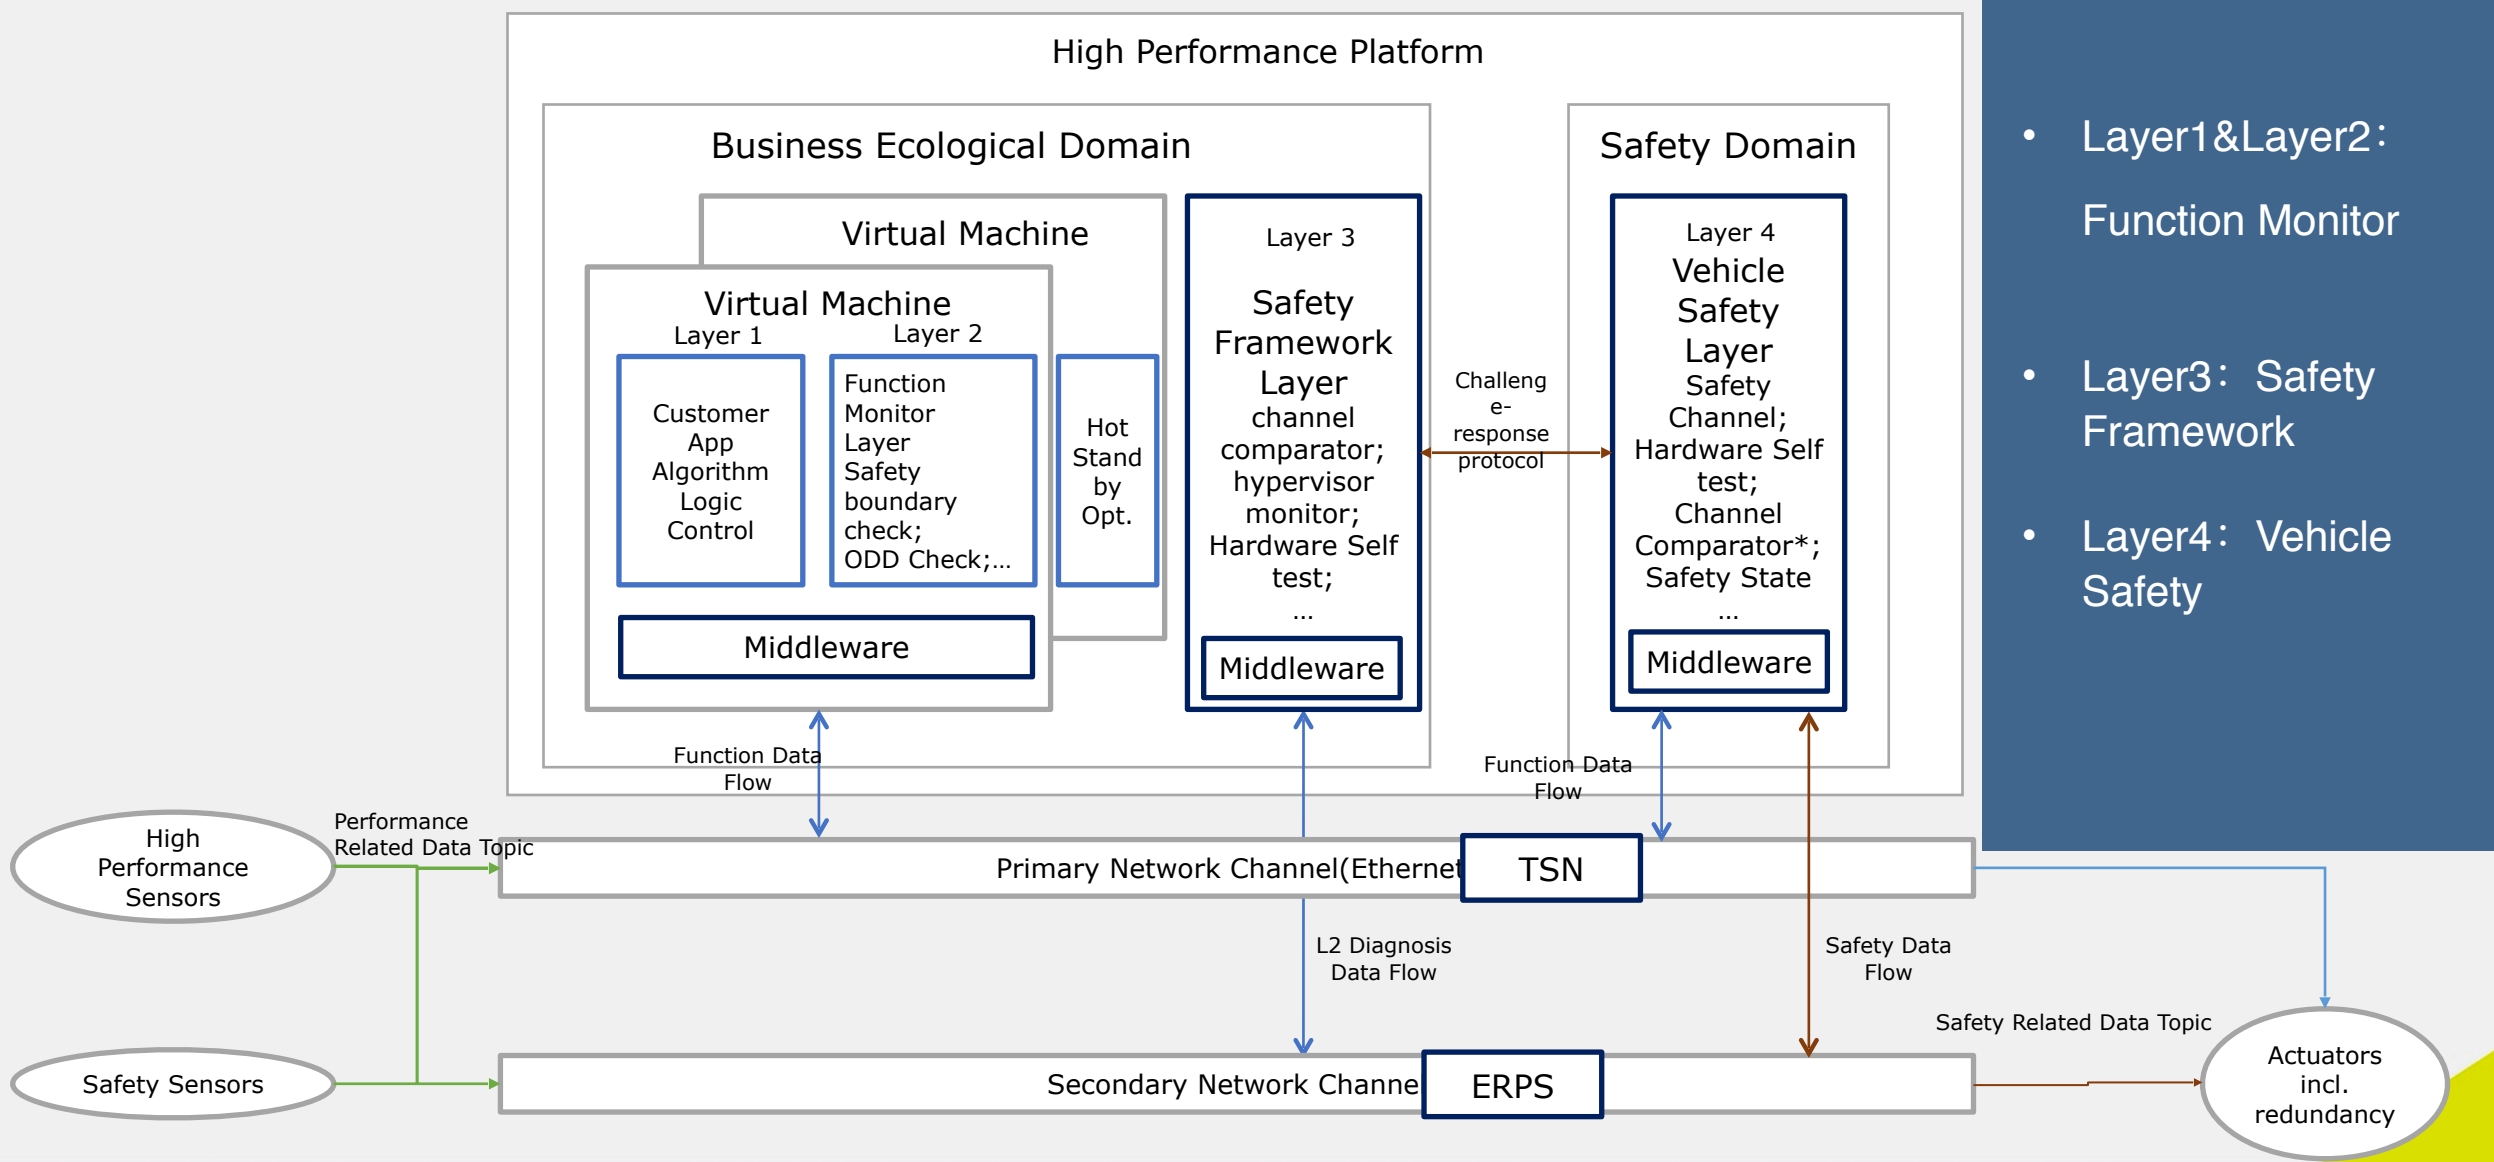 High Performance Platform
Business Ecological Domain
Virtual Machine
Virtual Machine
Layer 1
Customer
App
Algorithm
Logic
Control
Layer 2
Function
Monitor
Layer
Safety
boundary
check;
ODD Check;…
Hot
Stand
by
Opt.
Middleware
Layer 3
Safety
Framework
Layer
channel
comparator;
hypervisor
monitor;
Hardware Self
test;
…
Middleware
Challeng
e-
response
protocol
Safety Domain
Layer 4
Vehicle
Safety
Layer
Safety
Channel;
Hardware Self
test;
Channel
Comparator*;
Safety State
…
Middleware
Function Data
Flow
Function Data
Flow
High
Performance
Sensors
Performance
Related Data Topic
Primary Network Channel(Ethernet
TSN
L2 Diagnosis
Data Flow
Safety Data
Flow
Safety Related Data Topic
Safety Sensors
Secondary Network Channe
ERPS
Actuators
incl.
redundancy
• Layer1&Layer2：
Function Monitor
• Layer3：Safety
Framework
• Layer4：Vehicle
Safety